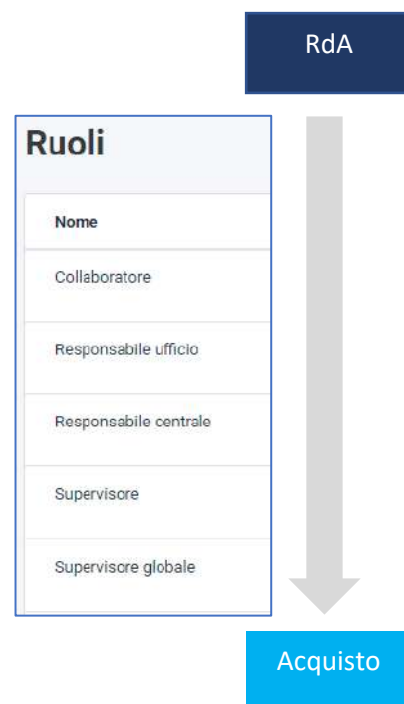 RdA
Ruoli
Nome
Collaboratore
Responsabile ufficio
Responsabile centrale
Supervisore
Supervisore globale
Acquisto